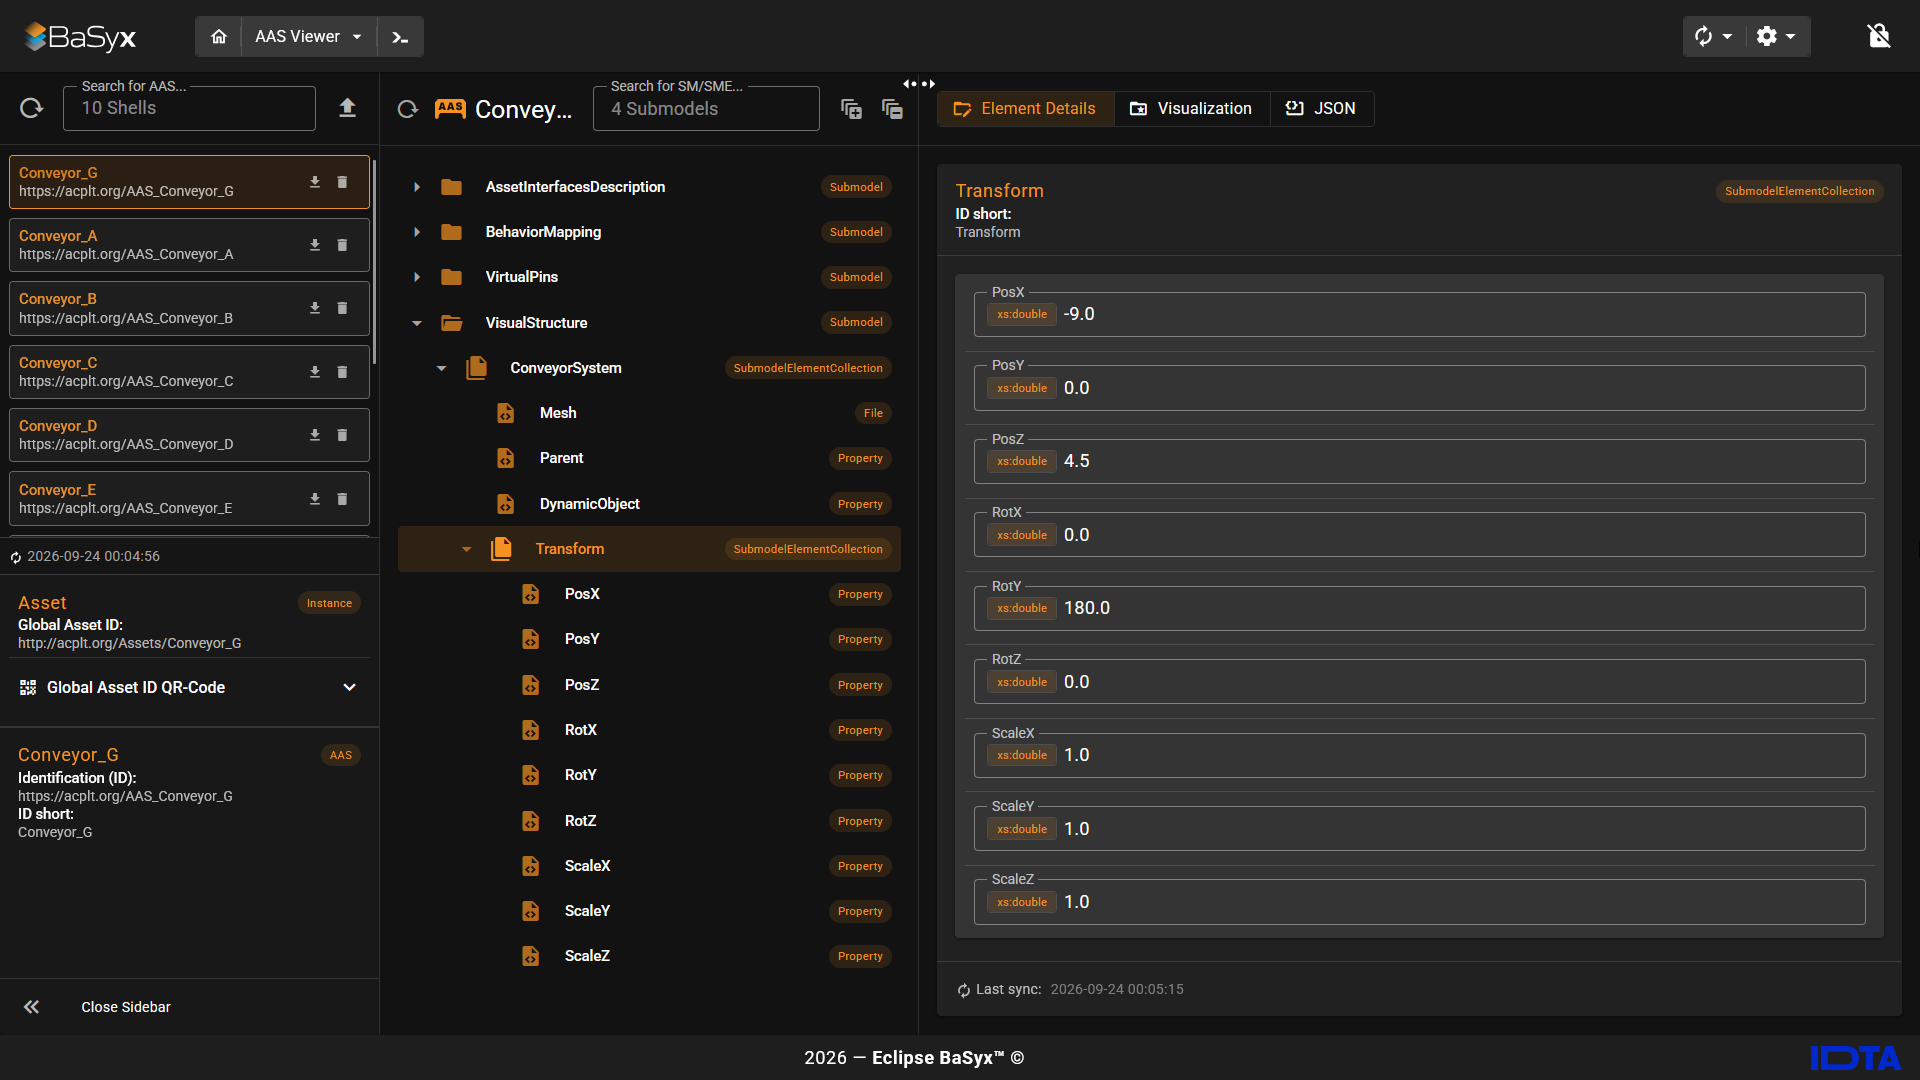 BaSyx
AAS Viewer
Search for AAS...
10 Shells
Conveyor_G
https://acplt.org/AAS_Conveyor_G
Conveyor_A
https://acplt.org/AAS_Conveyor_A
Conveyor_B
https://acplt.org/AAS_Conveyor_B
Conveyor_C
https://acplt.org/AAS_Conveyor_C
Conveyor_D
https://acplt.org/AAS_Conveyor_D
Conveyor_E
https://acplt.org/AAS_Conveyor_E
2026-09-24 00:04:56
Asset
Instance
Global Asset ID:
http://acplt.org/Assets/Conveyor_G
Global Asset ID QR-Code
Conveyor_G
AAS
Identification (ID):
https://acplt.org/AAS_Conveyor_G
ID short:
Conveyor_G
Close Sidebar
AAS
Convey...
Search for SM/SME...
4 Submodels
AssetInterfacesDescription
Submodel
BehaviorMapping
Submodel
VirtualPins
Submodel
VisualStructure
Submodel
ConveyorSystem
SubmodelElementCollection
Mesh
File
Parent
Property
DynamicObject
Property
Transform
SubmodelElementCollection
PosX
Property
PosY
Property
PosZ
Property
RotX
Property
RotY
Property
RotZ
Property
ScaleX
Property
ScaleY
Property
ScaleZ
Property
Element Details
Visualization
JSON
Transform
SubmodelElementCollection
ID short:
Transform
PosX
xs:double -9.0
PosY
xs:double 0.0
PosZ
xs:double 4.5
RotX
xs:double 0.0
RotY
xs:double 180.0
RotZ
xs:double 0.0
ScaleX
xs:double 1.0
ScaleY
xs:double 1.0
ScaleZ
xs:double 1.0
Last sync: 2026-09-24 00:05:15
2026 — Eclipse BaSyx™ ©
IDTA